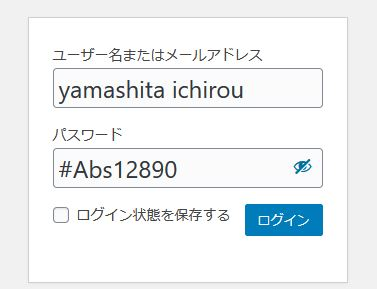 ユーザー名またはメールアドレス
yamashita ichirou
パスワード
#Abs12890
ログイン状態を保存する
ログイン